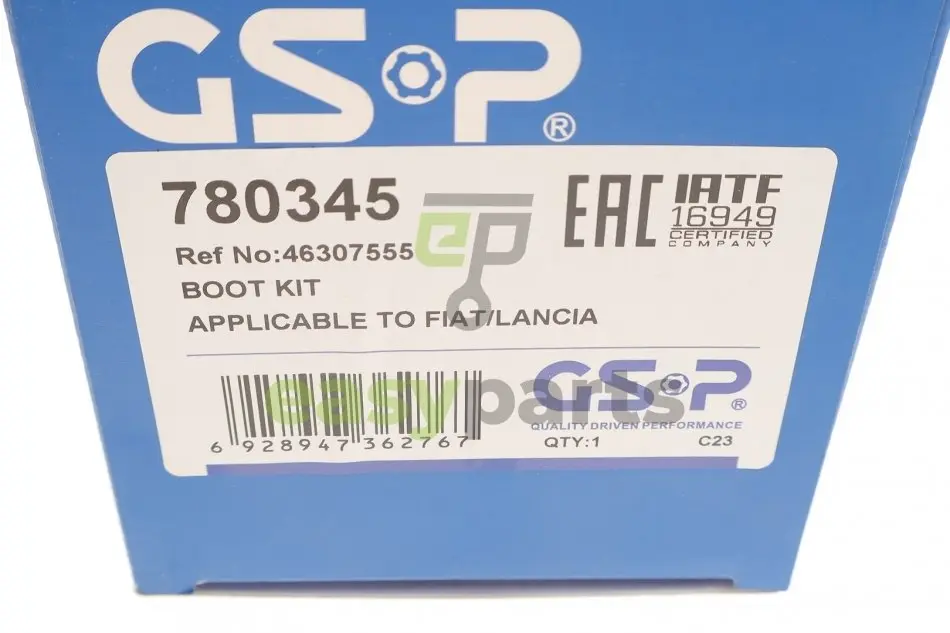 GSP®
780345
Ref No:46307555
BOOT KIT
APPLICABLE TO FIAT/LANCIA
EAC
IATF
16949
CERTIFIED
COMPANY
ep
easyparts
6 928947 362767
GSP®
QUALITY DRIVEN PERFORMANCE
QTY:1 C23